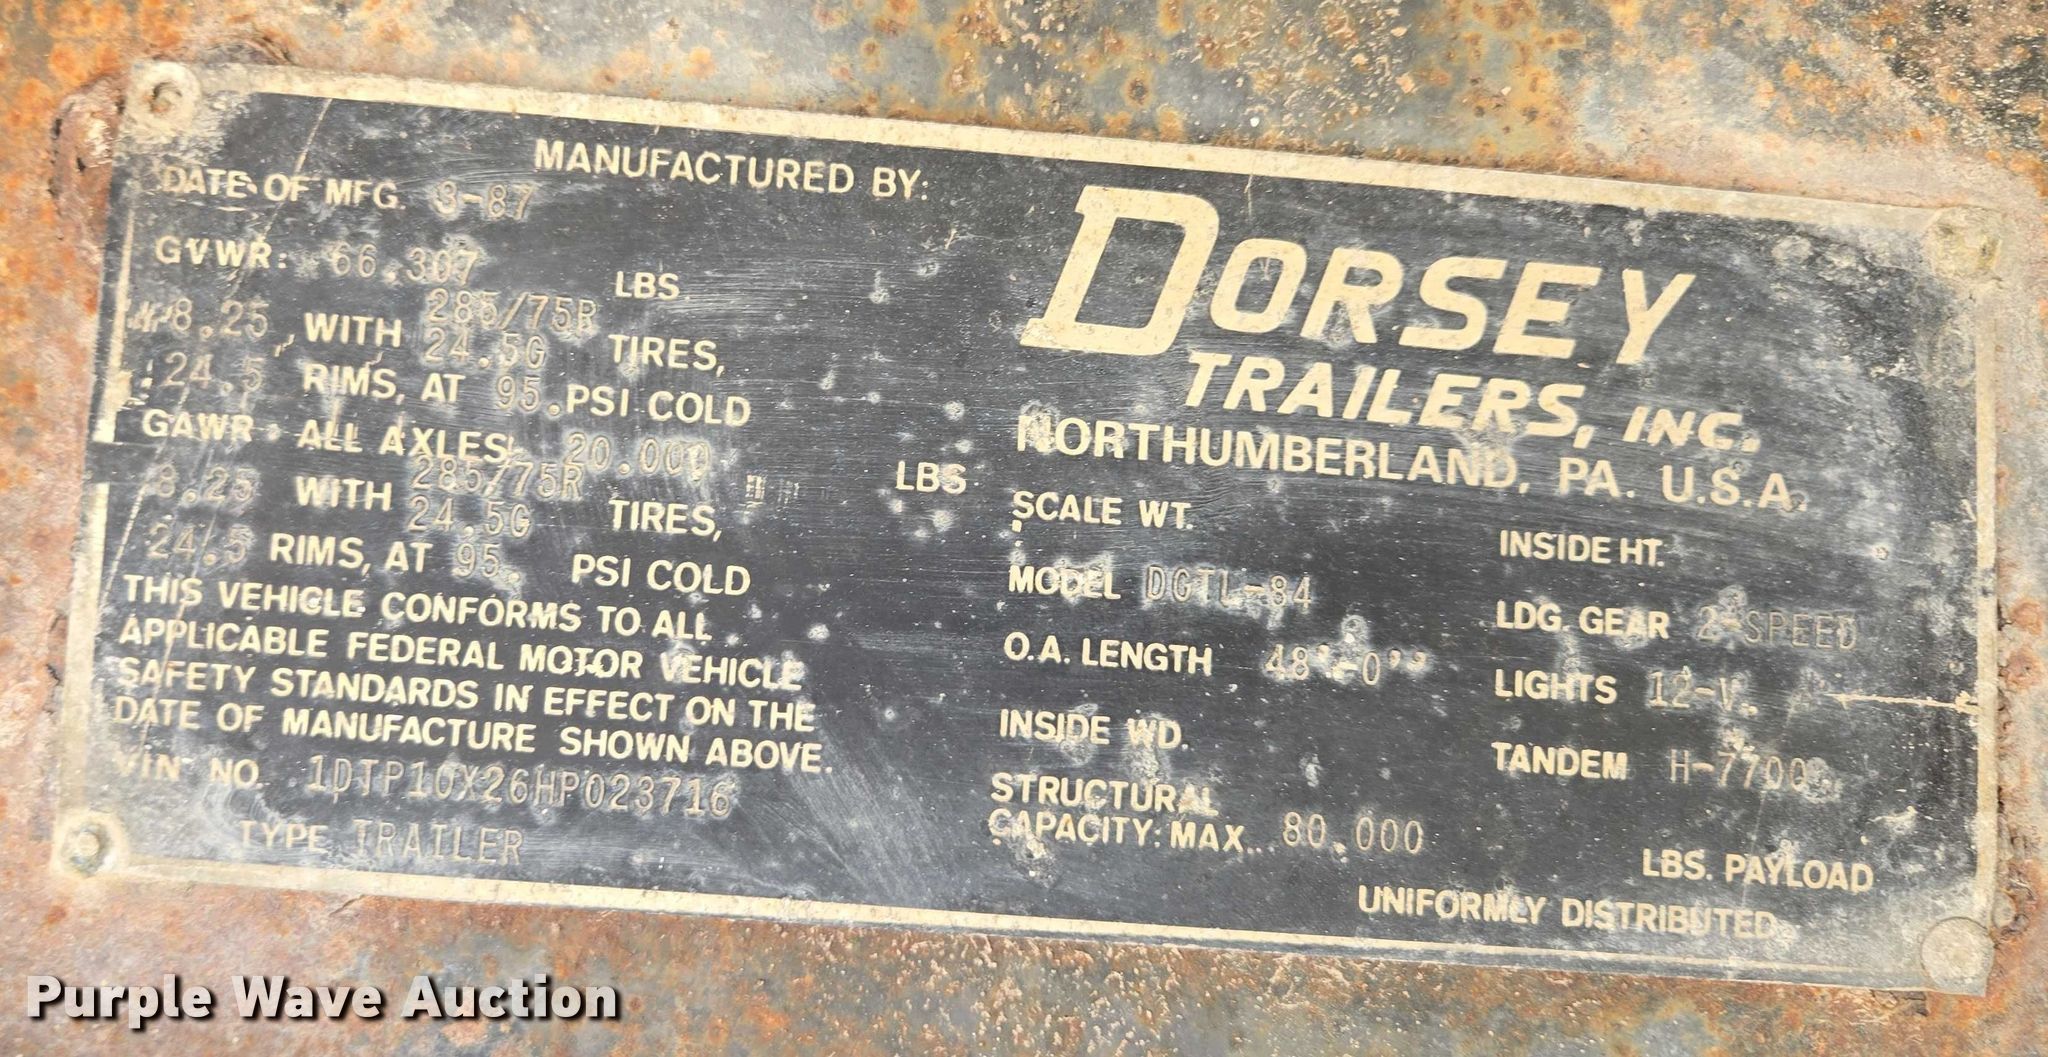 MANUFACTURED BY:
DORSEY
TRAILERS, INC.
NORTHUMBERLAND, PA. U.S.A.
DATE OF MFG. 3-87
GVWR: 66.307 LBS.
8.25 WITH 285/75R 24.5G TIRES,
24.5 RIMS, AT 95. PSI COLD
GAWR: ALL AXLES 20.000 LBS.
8.25 WITH 285/75R 24.5G TIRES,
24.5 RIMS, AT 95. PSI COLD
THIS VEHICLE CONFORMS TO ALL
APPLICABLE FEDERAL MOTOR VEHICLE
SAFETY STANDARDS IN EFFECT ON THE
DATE OF MANUFACTURE SHOWN ABOVE.
VIN NO. 1DTP10X26HP023716
TYPE TRAILER
SCALE WT.
INSIDE HT.
MODEL DGTL-84
LDG. GEAR 2-SPEED
O.A. LENGTH 48'-0''
LIGHTS 12-V.
INSIDE WD.
TANDEM H-7700
STRUCTURAL
CAPACITY: MAX. 80.000
LBS. PAYLOAD
UNIFORMLY DISTRIBUTED.
Purple Wave Auction